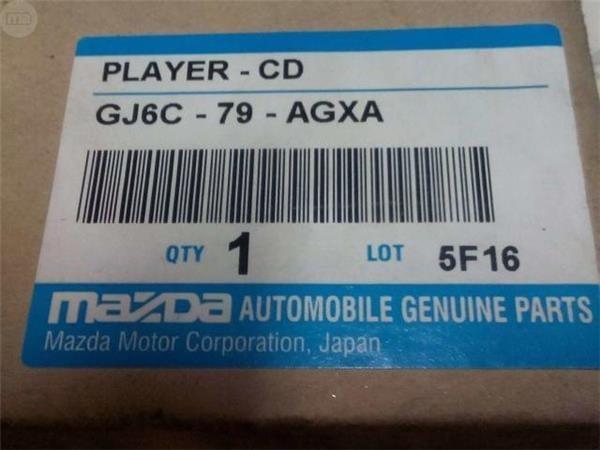 PLAYER - CD
GJ6C - 79 - AGXA
QTY 1 LOT 5F16
mazda AUTOMOBILE GENUINE PARTS
Mazda Motor Corporation, Japan